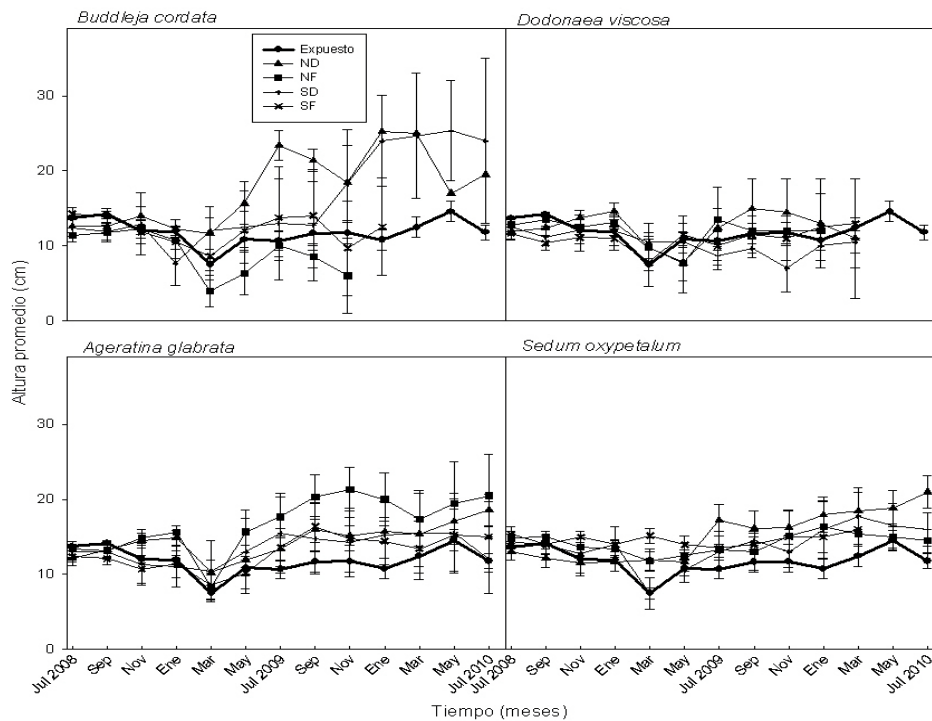 Buddleja cordata
Dodonaea viscosa
Expuesto
ND
NF
SD
SF
30
20
10
0
Ageratina glabrata
Sedum oxypetalum
30
20
10
0
Altura promedio (cm)
Jul 2008 Sep Nov Ene Mar May Jul 2009 Sep Nov Ene Mar May Jul 2010
Jul 2008 Sep Nov Ene Mar May Jul 2009 Sep Nov Ene Mar May Jul 2010
Tiempo (meses)